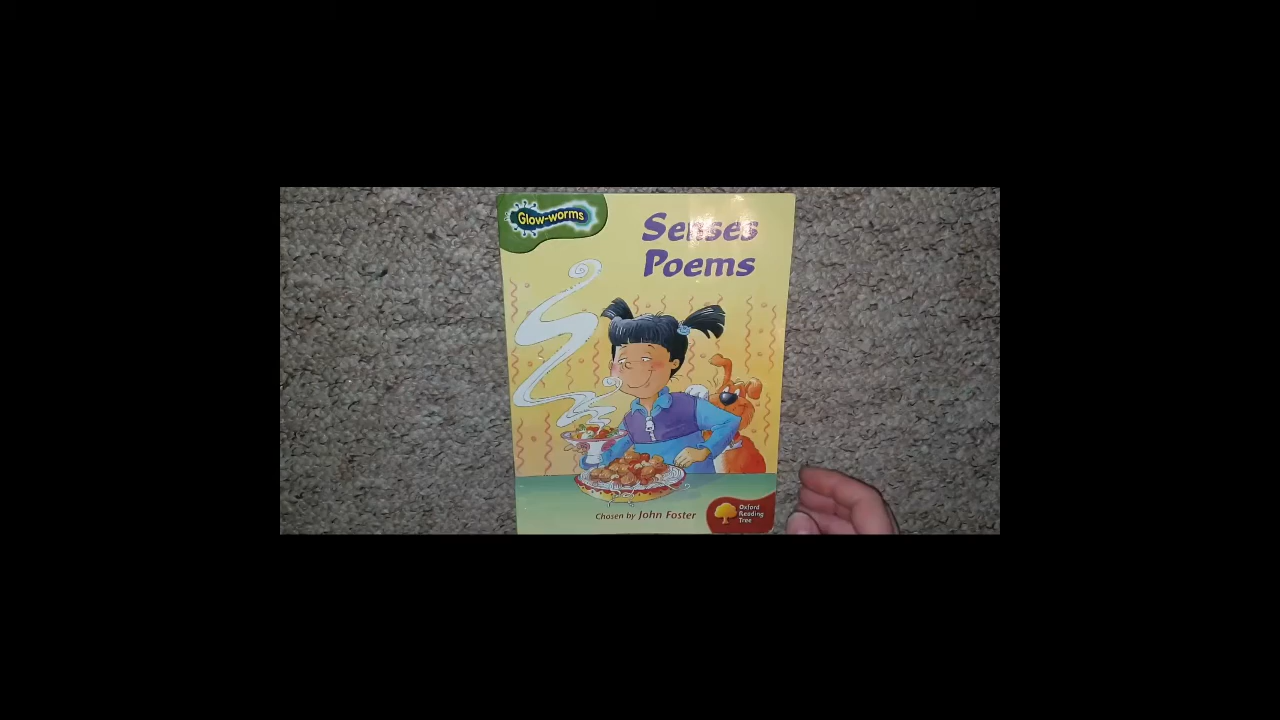 Glow-worms
Senses
Poems
Chosen by John Foster
Oxford
Reading
Tree